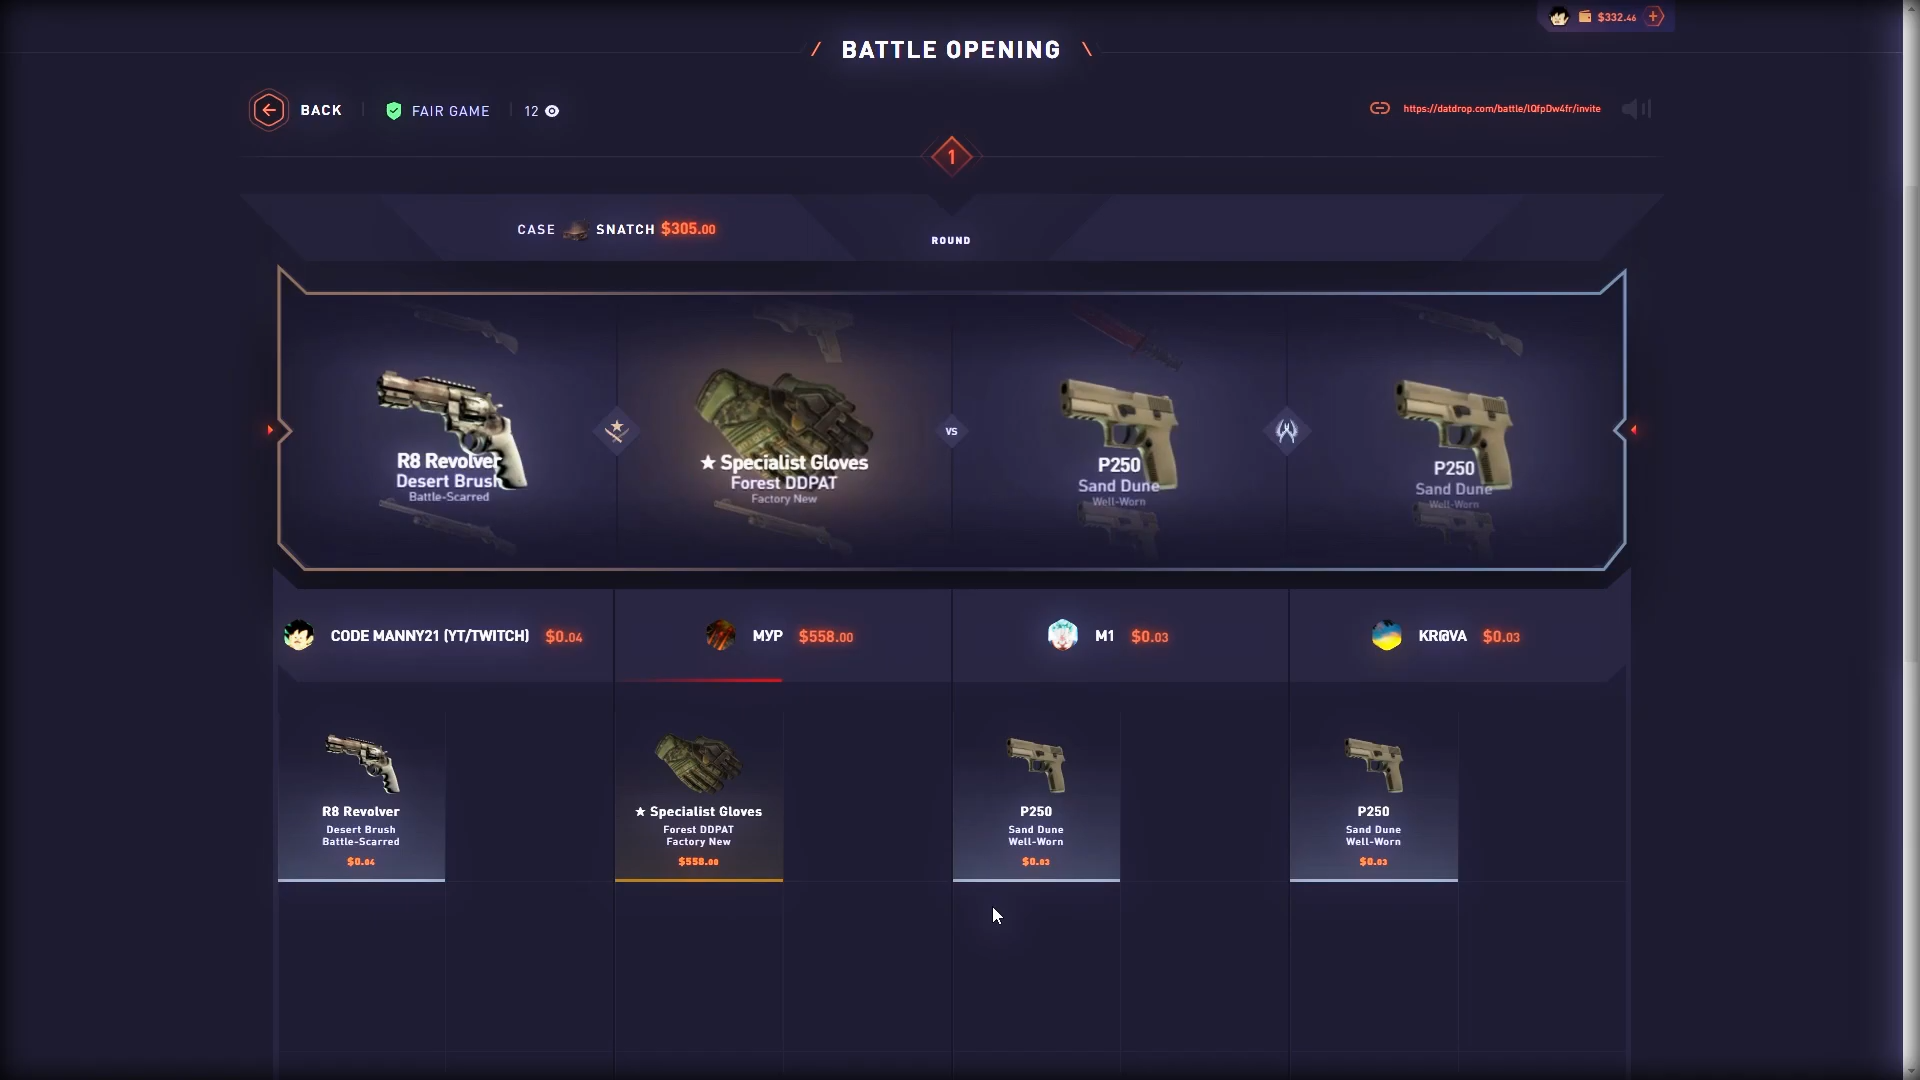 $332.46
/ BATTLE OPENING \
BACK
FAIR GAME
12
https://datdrop.com/battle/lQfpDw4fr/invite
1
CASE SNATCH $305.00
ROUND
R8 Revolver
Desert Brush
Battle-Scarred
★ Specialist Gloves
Forest DDPAT
Factory New
VS
P250
Sand Dune
Well-Worn
P250
Sand Dune
Well-Worn
CODE MANNY21 (YT/TWITCH) $0.04
МУР $558.00
M1 $0.03
KR@VA $0.03
R8 Revolver
Desert Brush
Battle-Scarred
$0.04
★ Specialist Gloves
Forest DDPAT
Factory New
$558.00
P250
Sand Dune
Well-Worn
$0.03
P250
Sand Dune
Well-Worn
$0.03